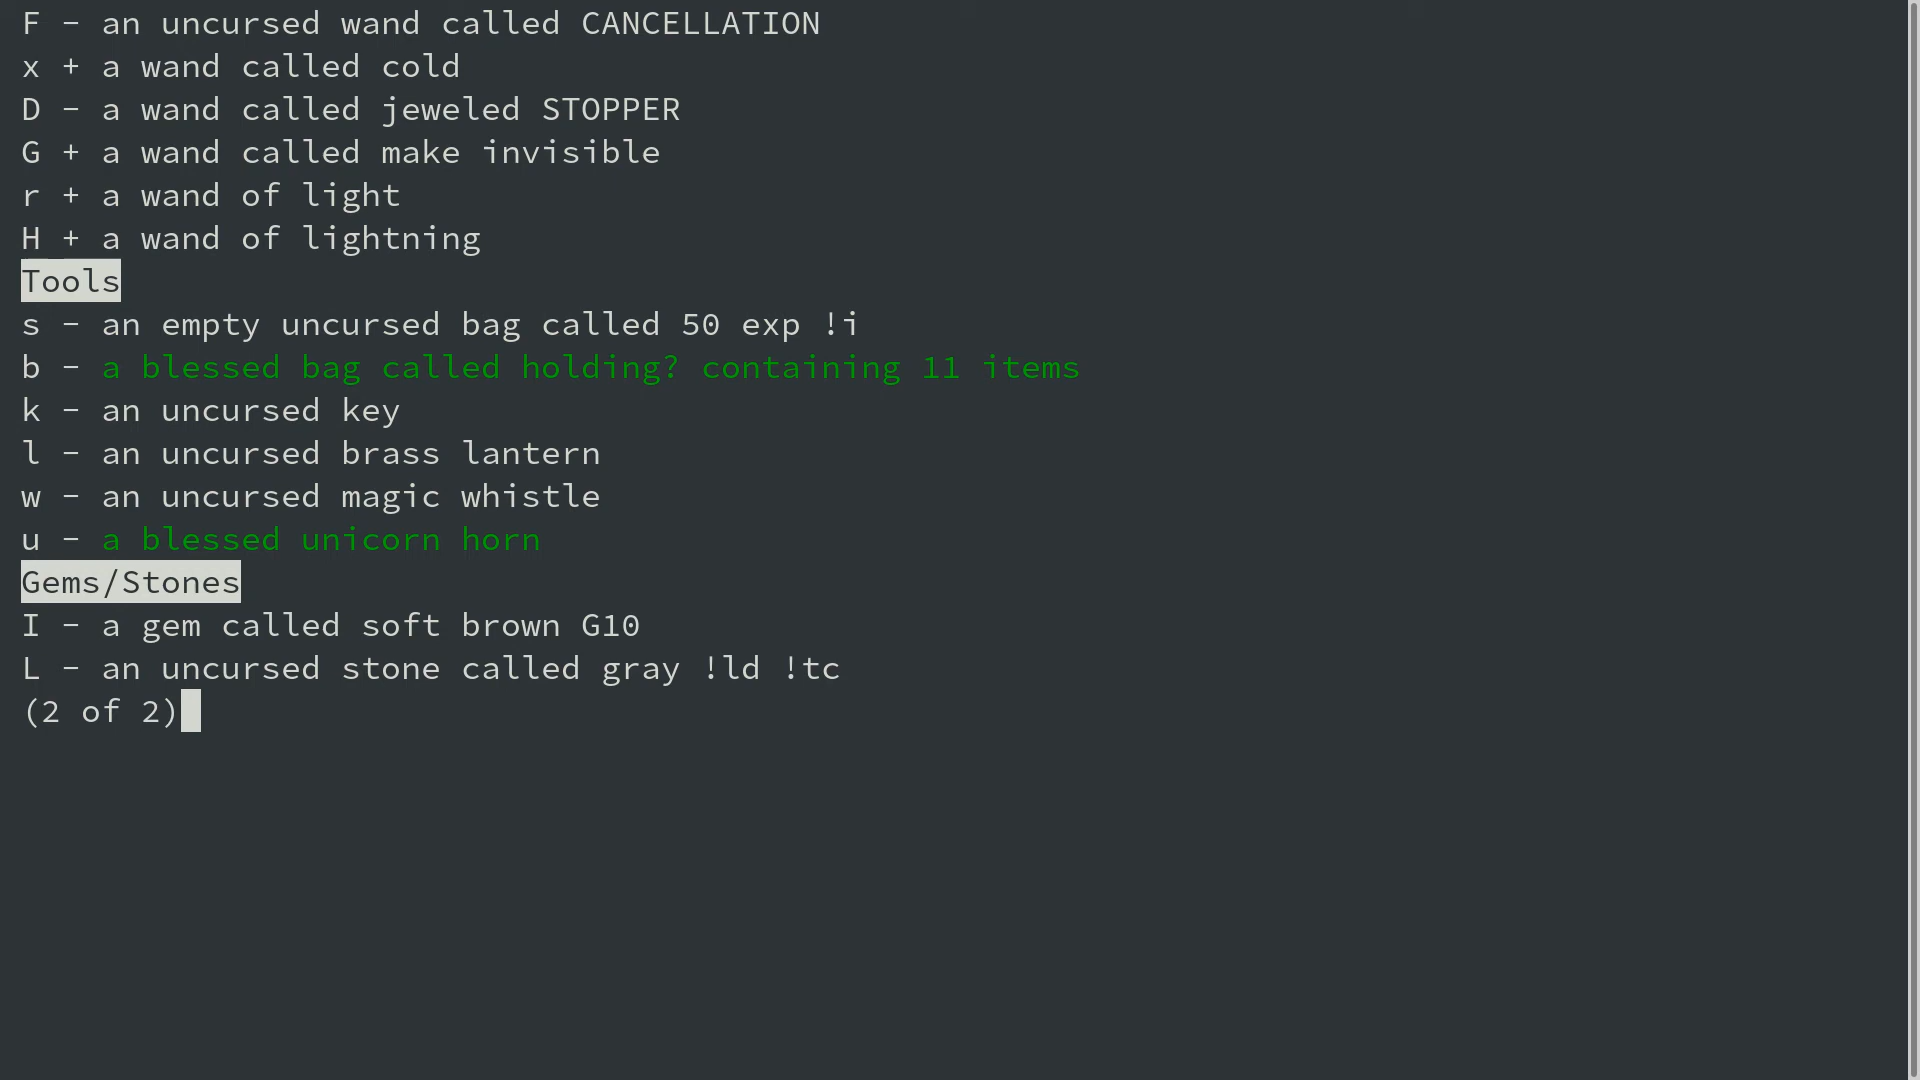 F - an uncursed wand called CANCELLATION
x + a wand called cold
D - a wand called jeweled STOPPER
G + a wand called make invisible
r + a wand of light
H + a wand of lightning
Tools
s - an empty uncursed bag called 50 exp !i
b - a blessed bag called holding? containing 11 items
k - an uncursed key
l - an uncursed brass lantern
w - an uncursed magic whistle
u - a blessed unicorn horn
Gems/Stones
I - a gem called soft brown G10
L - an uncursed stone called gray !ld !tc
(2 of 2)